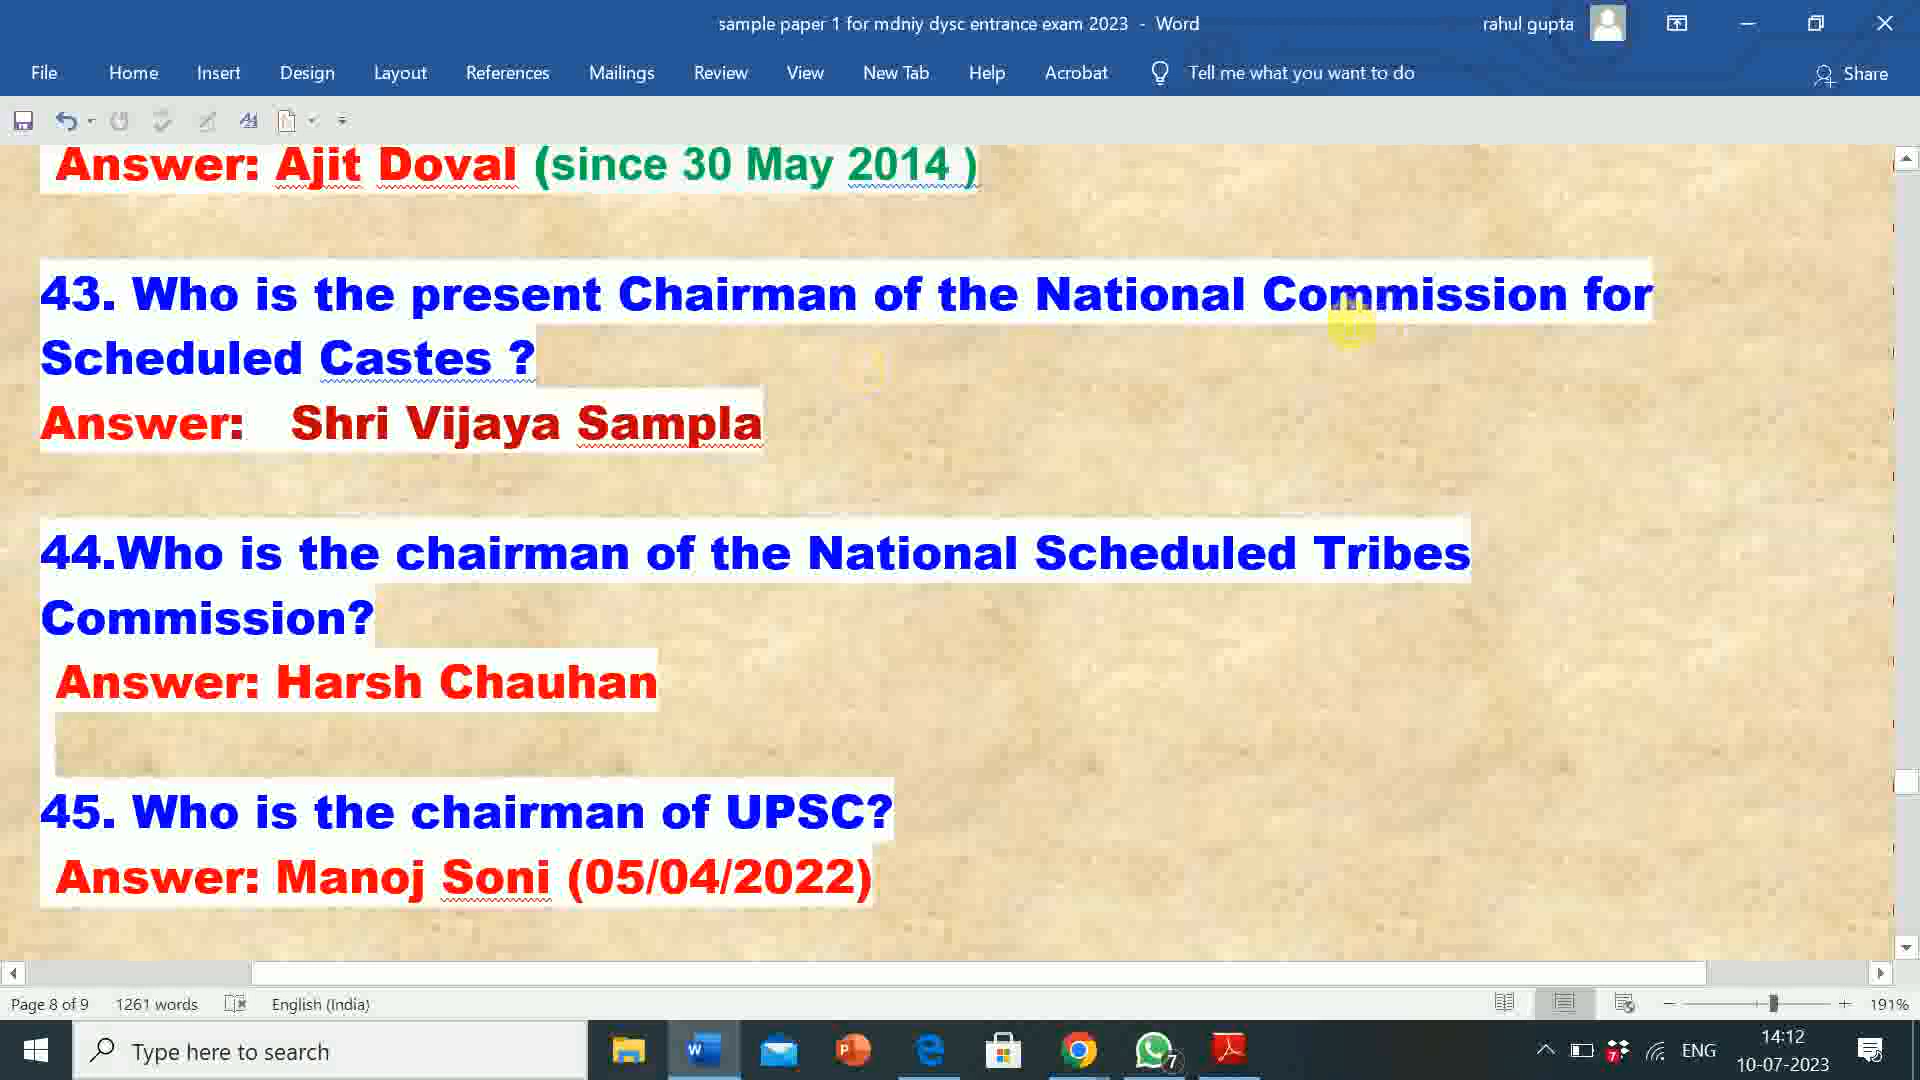 sample paper 1 for mdniy dysc entrance exam 2023 - Word
rahul gupta
File Home Insert Design Layout References Mailings Review View New Tab Help Acrobat Tell me what you want to do Share
Answer: Ajit Doval (since 30 May 2014 )
43. Who is the present Chairman of the National Commission for
Scheduled Castes ?
Answer: Shri Vijaya Sampla
44.Who is the chairman of the National Scheduled Tribes
Commission?
Answer: Harsh Chauhan
45. Who is the chairman of UPSC?
Answer: Manoj Soni (05/04/2022)
Page 8 of 9 1261 words English (India) 191%
Type here to search
7
7
ENG
14:12
10-07-2023